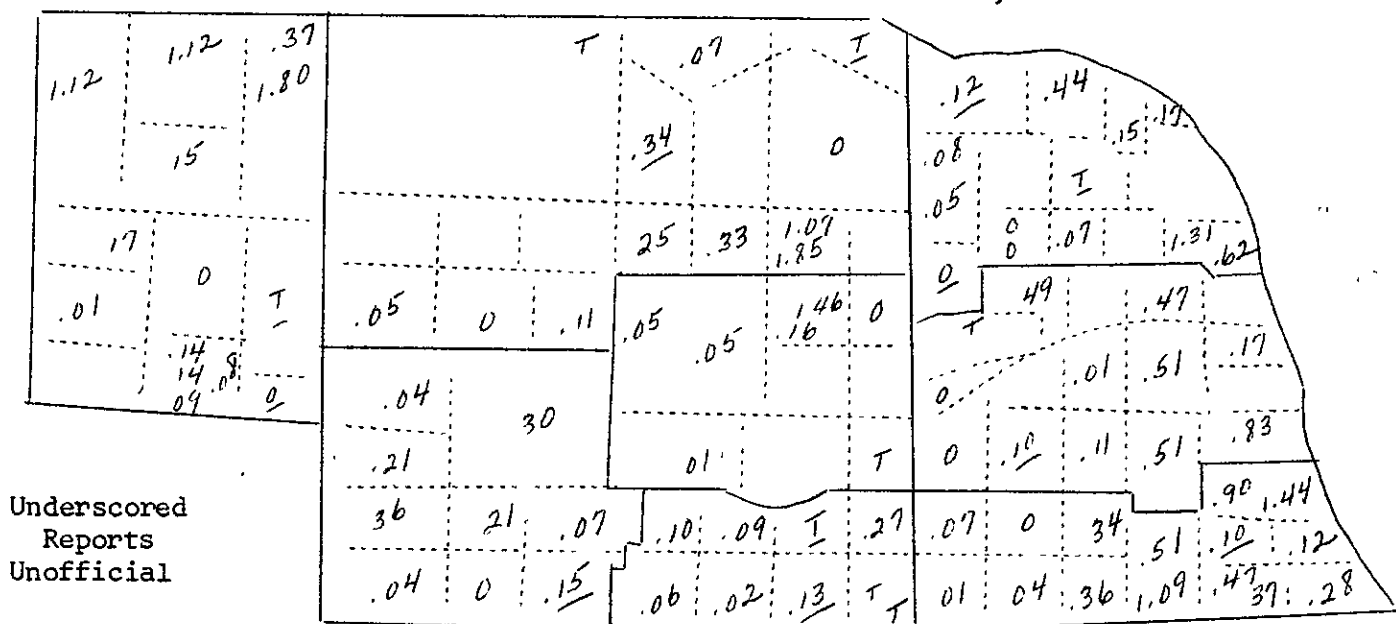 T .07 T
1.12 1.12 .37
1.80
.12 .44
.15 .17
.15 .34 0 .08
T
.05
17 25 .33 1.07 0 .07 1.31
1.85 0 .62
0 0
.01 T .05 0 .11 .05 .05 1.46 0 49 .47
.16 T
.14 .17
14 .08 .01 .51
09 0 .04 30 0
.83
.21 01 T 0 .10 .11 .51
.90 1.44
Underscored
Reports
Unofficial
36 21 .07 .10 .09 T .27 .07 0 34 .51 .10 .12
.04 0 .15 .06 .02 .13 T T 01 04 .36 1.09 .47 37 .28